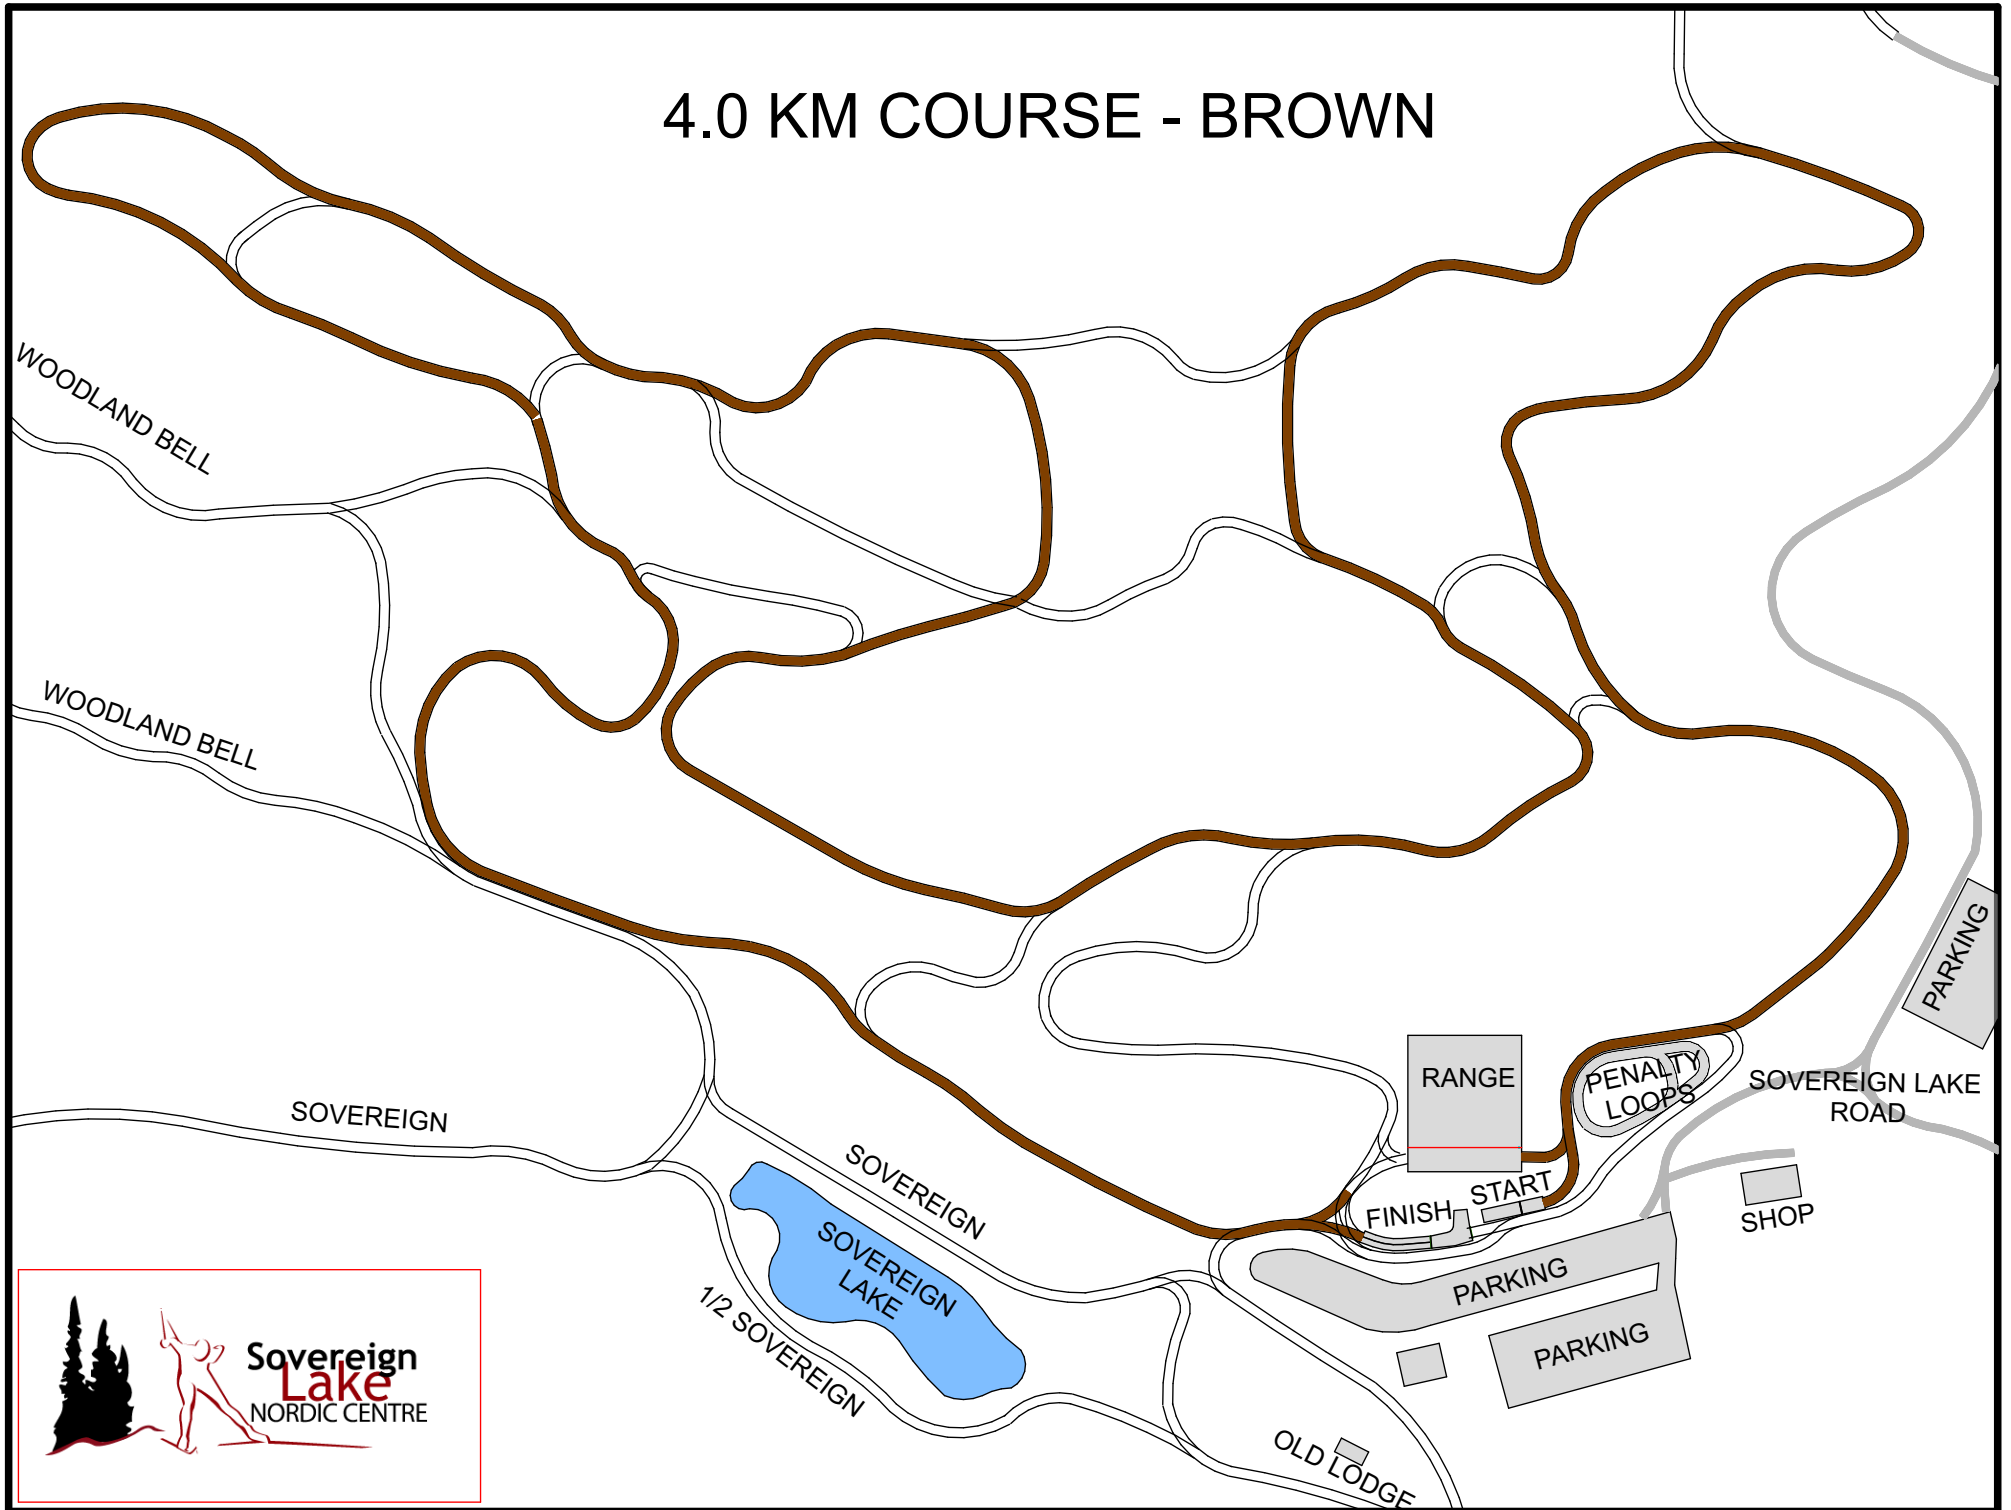 4.0 KM COURSE - BROWN
WOODLAND BELL
WOODLAND BELL
PARKING
RANGE
PENALTY
LOOPS
SOVEREIGN LAKE
ROAD
SOVEREIGN
SOVEREIGN
START
FINISH
SHOP
SOVEREIGN
LAKE
PARKING
1/2 SOVEREIGN
PARKING
Sovereign
Lake
NORDIC CENTRE
OLD LODGE